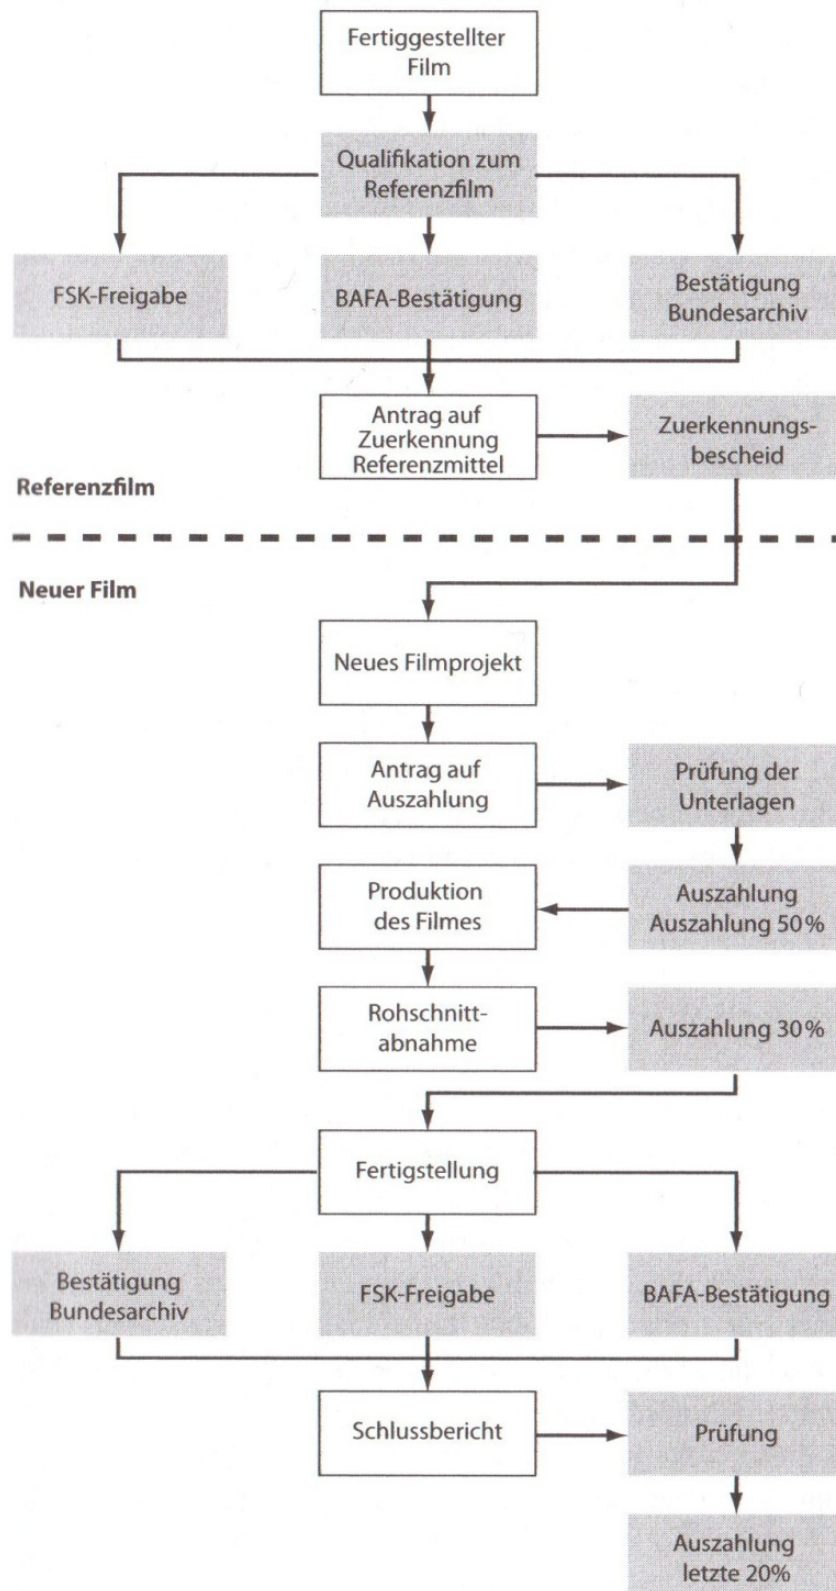 Fertiggestellter
Film
Qualifikation zum
Referenzfilm
FSK-Freigabe
BAFA-Bestätigung
Bestätigung
Bundesarchiv
Antrag auf
Zuerkennung
Referenzmittel
Zuerkennungs-
bescheid
Referenzfilm
Neuer Film
Neues Filmprojekt
Antrag auf
Auszahlung
Prüfung der
Unterlagen
Produktion
des Filmes
Auszahlung
Auszahlung 50 %
Rohschnitt-
abnahme
Auszahlung 30 %
Fertigstellung
Bestätigung
Bundesarchiv
FSK-Freigabe
BAFA-Bestätigung
Schlussbericht
Prüfung
Auszahlung
letzte 20%